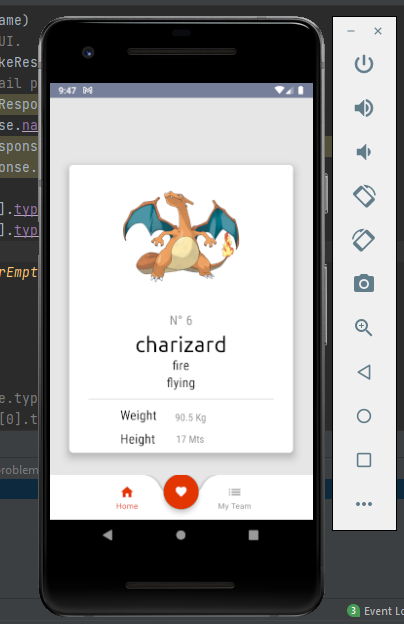 ame)
UI.
keRes
ail p
Respo
se.na
spons
onse.
].typ
].typ
rEmpt
e.typ
[0].t
problem
9:47
N° 6
charizard
fire
flying
Weight 90.5 Kg
Height 17 Mts
Home My Team
3 Event Lo